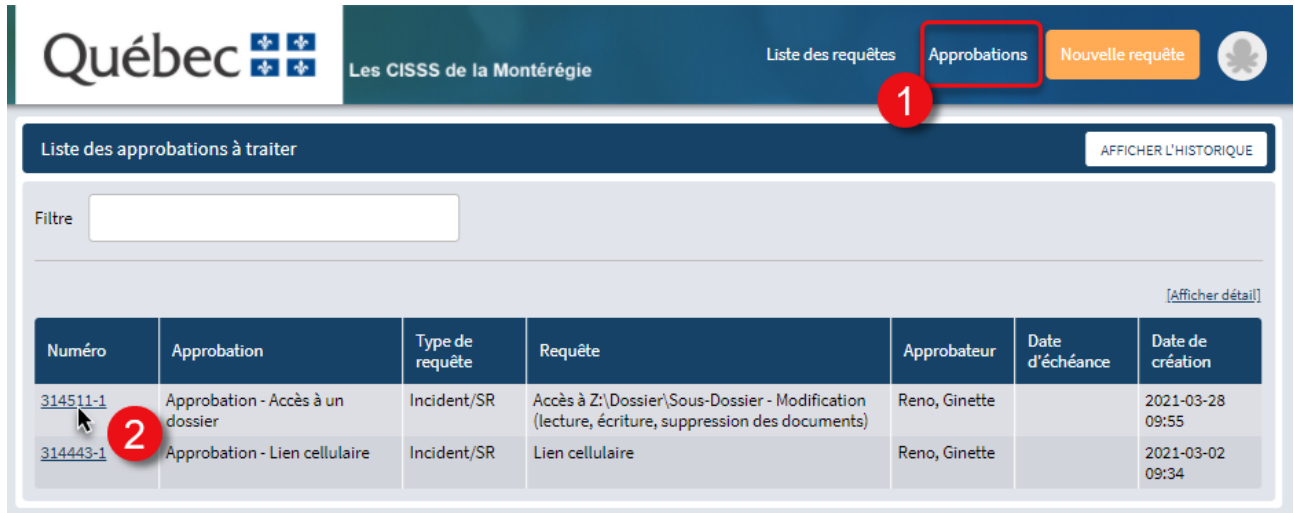 Québec
Les CISSS de la Montérégie
Liste des requêtes
Approbations
Nouvelle requête
1
Liste des approbations à traiter
AFFICHER L'HISTORIQUE
Filtre
[Afficher détail]
Numéro
Approbation
Type de
requête
Requête
Approbateur
Date
d'échéance
Date de
création
314511-1
Approbation - Accès à un
dossier
Incident/SR
Accès à Z:\Dossier\Sous-Dossier - Modification
(lecture, écriture, suppression des documents)
Reno, Ginette
2021-03-28
09:55
2
314443-1
Approbation - Lien cellulaire
Incident/SR
Lien cellulaire
Reno, Ginette
2021-03-02
09:34